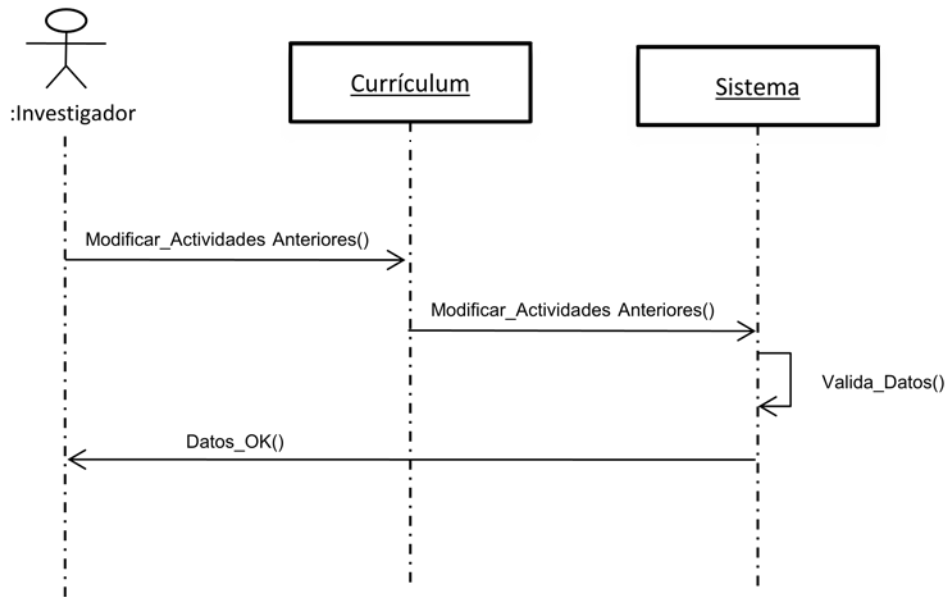 :Investigador
Currículum
Sistema
Modificar_Actividades Anteriores()
Modificar_Actividades Anteriores()
Valida_Datos()
Datos_OK()